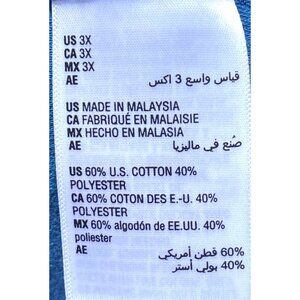 US 3X
CA 3X
MX 3X
AE قياس واسع 3 اكس
US MADE IN MALAYSIA
CA FABRIQUÉ EN MALAISIE
MX HECHO EN MALASIA
AE صُنع في ماليزيا
US 60% U.S. COTTON 40%
POLYESTER
CA 60% COTON DES E.-U. 40%
POLYESTER
MX 60% algodón de EE.UU. 40%
poliester
AE 60% قطن أمريكي
40% بولي أستر